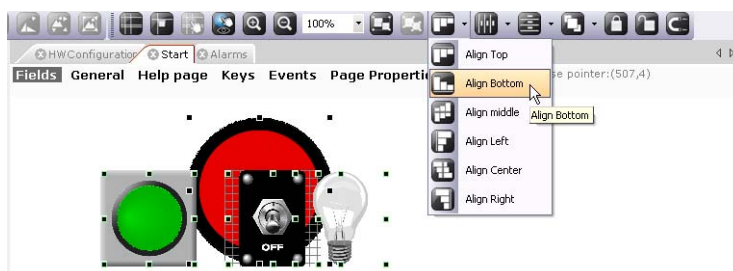 100%
HWConfiguration Start Alarms
Fields General Help page Keys Events Page Properti
se pointer:(507,4)
Align Top
Align Bottom
Align middle
Align Bottom
Align Left
Align Center
Align Right
OFF